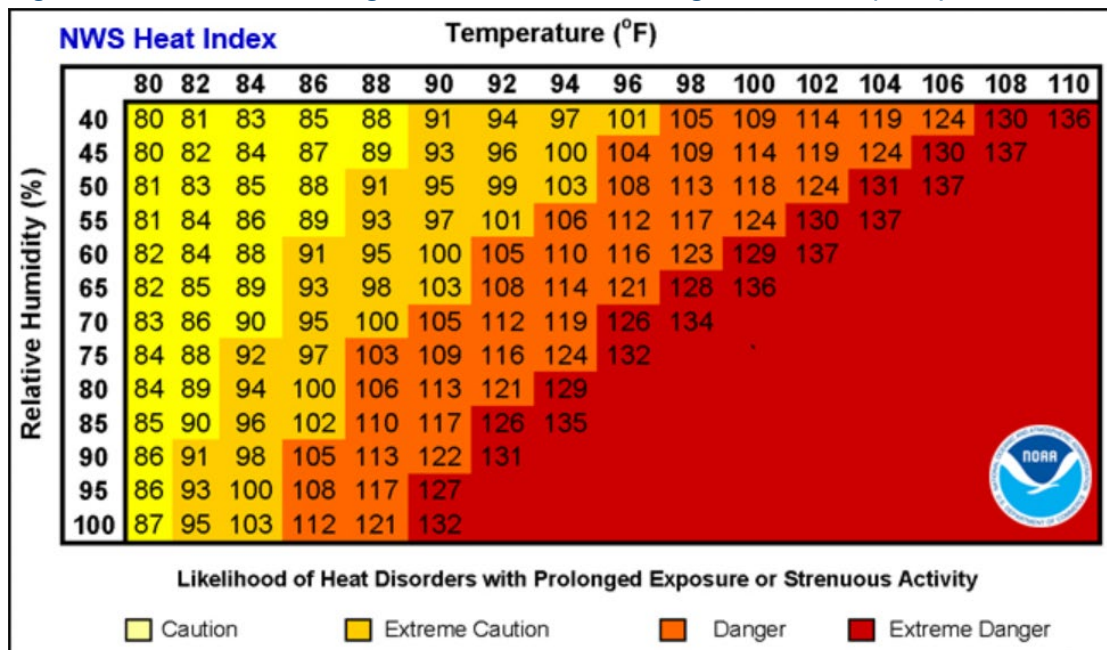 NWS Heat Index Temperature (°F)
80 82 84 86 88 90 92 94 96 98 100 102 104 106 108 110
Relative Humidity (%)
40 80 81 83 85 88 91 94 97 101 105 109 114 119 124 130 136
45 80 82 84 87 89 93 96 100 104 109 114 119 124 130 137
50 81 83 85 88 91 95 99 103 108 113 118 124 131 137
55 81 84 86 89 93 97 101 106 112 117 124 130 137
60 82 84 88 91 95 100 105 110 116 123 129 137
65 82 85 89 93 98 103 108 114 121 128 136
70 83 86 90 95 100 105 112 119 126 134
75 84 88 92 97 103 109 116 124 132
80 84 89 94 100 106 113 121 129
85 85 90 96 102 110 117 126 135
90 86 91 98 105 113 122 131
95 86 93 100 108 117 127
100 87 95 103 112 121 132
NOAA
Likelihood of Heat Disorders with Prolonged Exposure or Strenuous Activity
Caution Extreme Caution Danger Extreme Danger